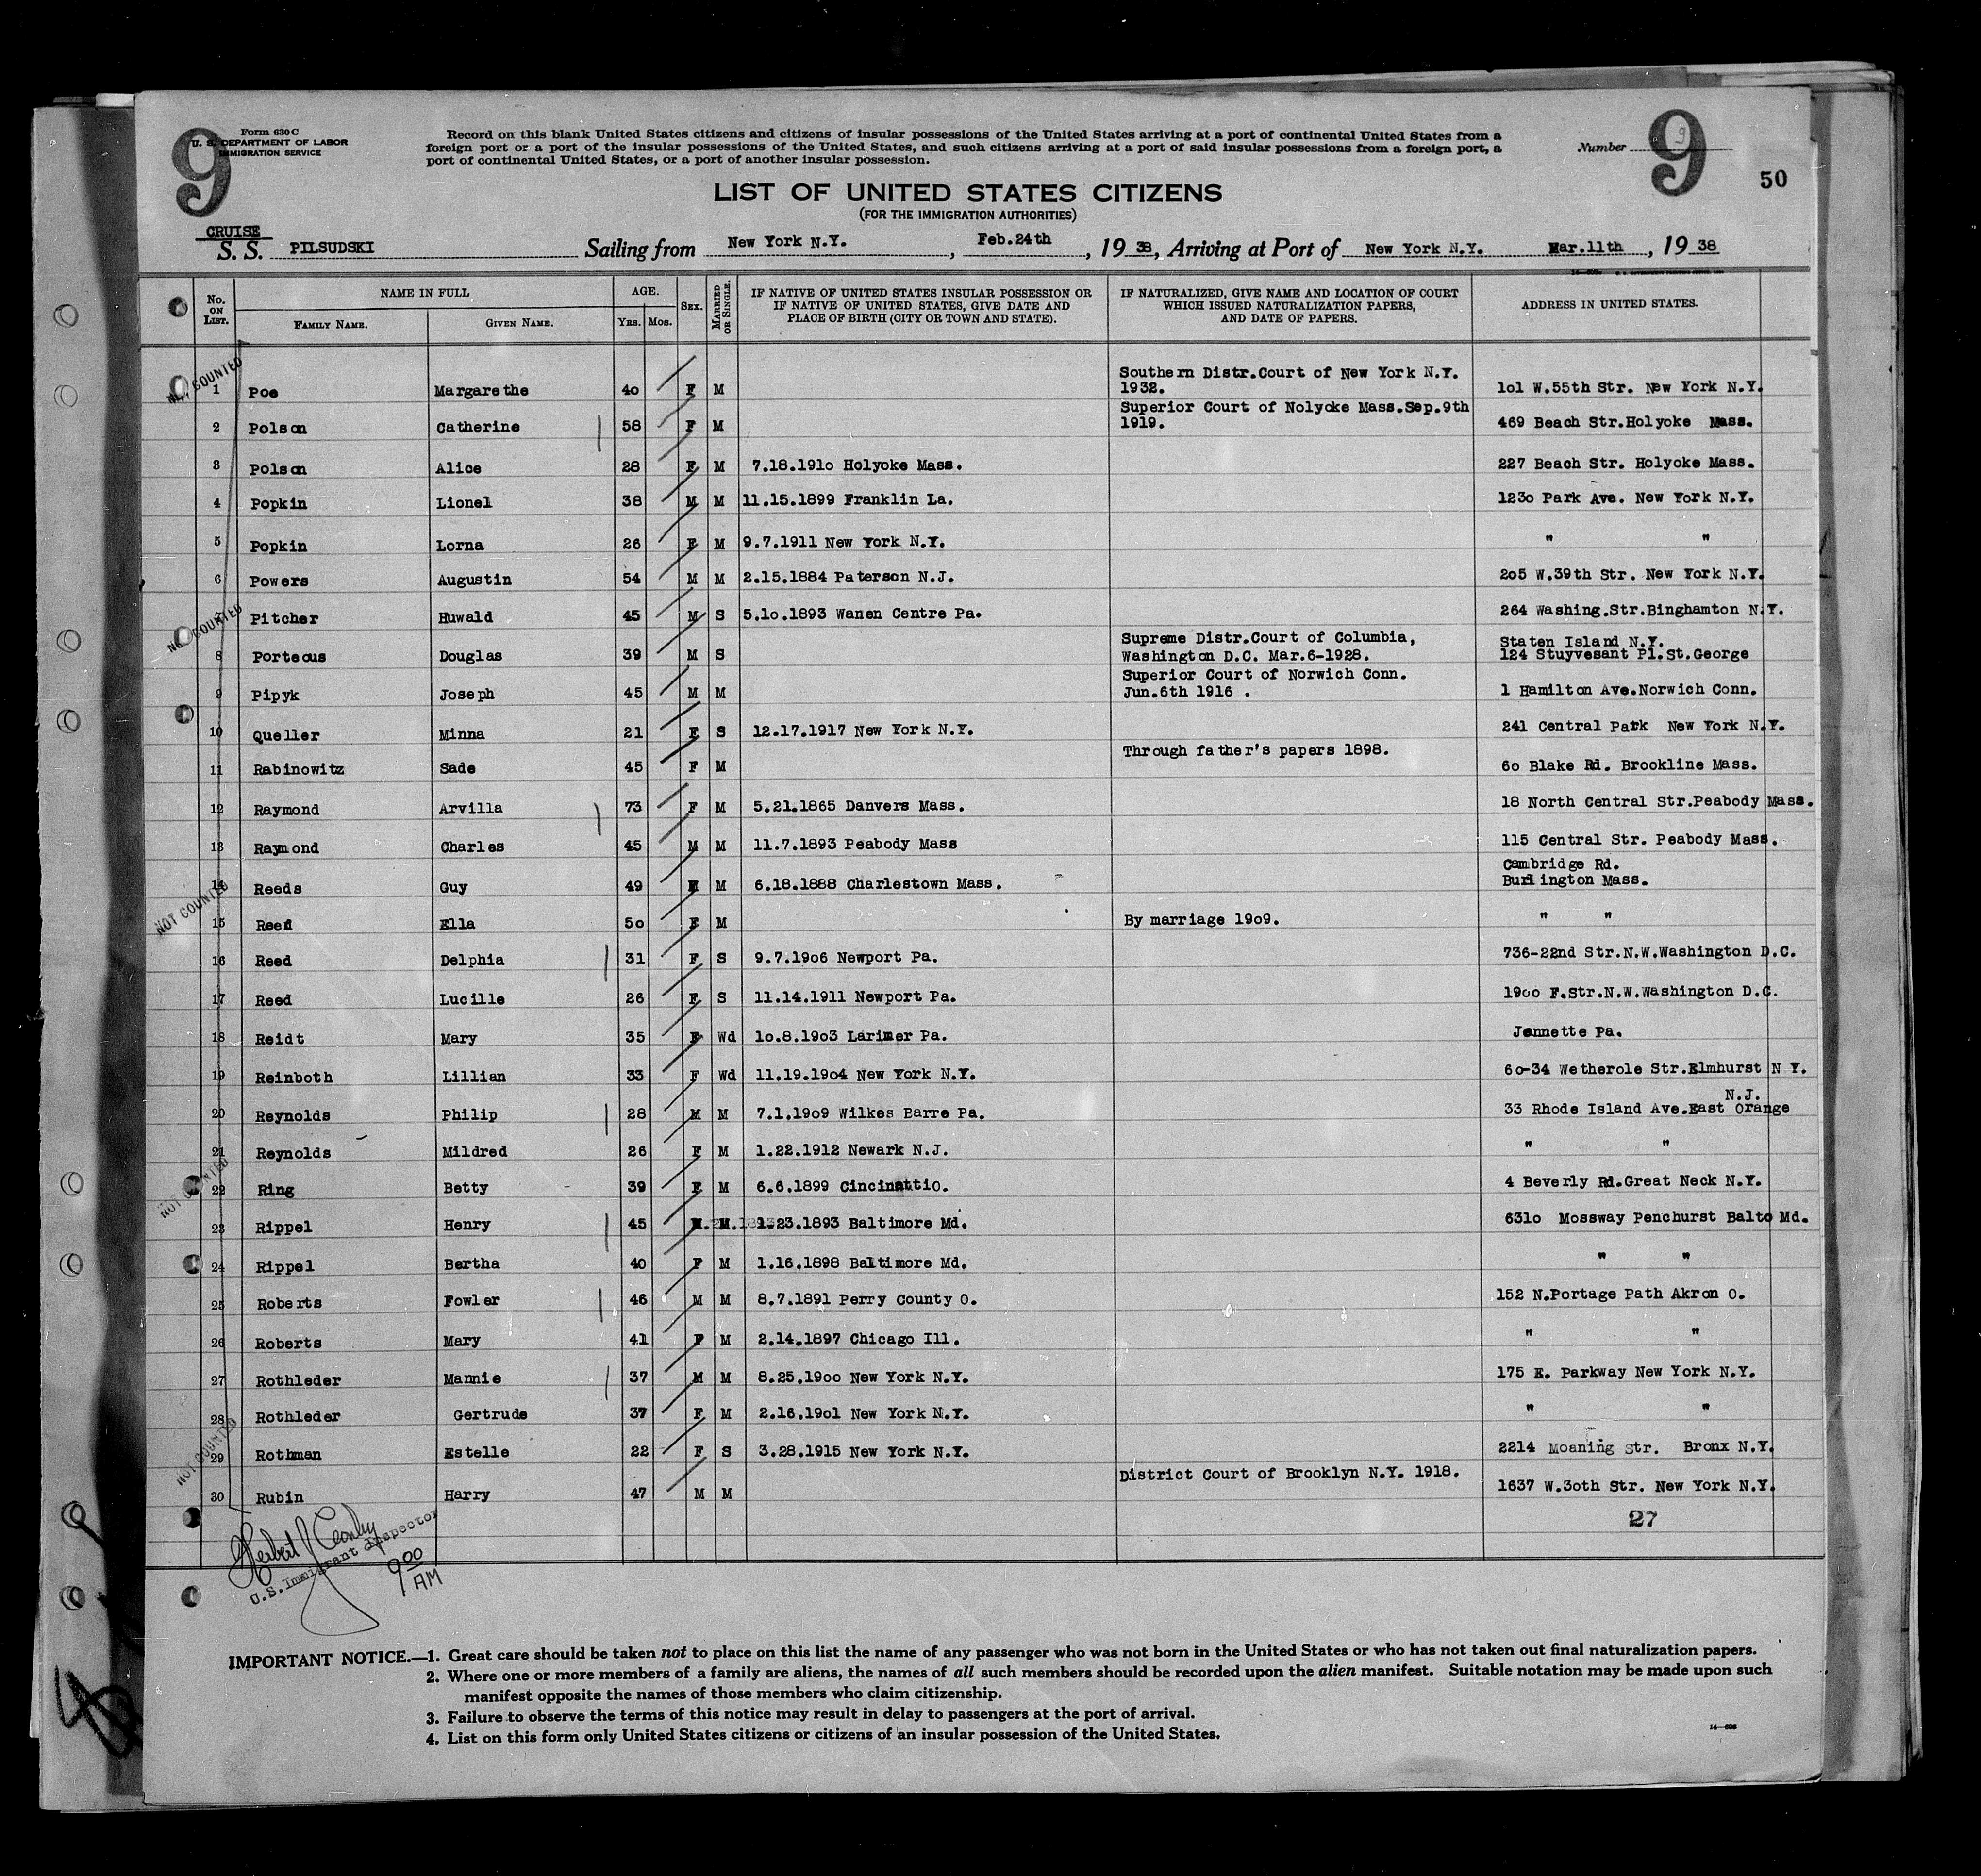 9
Form 630 C
U. S. DEPARTMENT OF LABOR
IMMIGRATION SERVICE
Record on this blank United States citizens and citizens of insular possessions of the United States arriving at a port of continental United States from a
foreign port or a port of the insular possessions of the United States, and such citizens arriving at a port of said insular possessions from a foreign port, a
port of continental United States, or a port of another insular possession.
Number 9
9
50
LIST OF UNITED STATES CITIZENS
(FOR THE IMMIGRATION AUTHORITIES)
CRUISE
S. S. PILSUDSKI Sailing from New York N.Y. , Feb.24th , 19 38, Arriving at Port of New York N.Y. Mar.11th , 19 38
No. ON LIST. NAME IN FULL FAMILY NAME. GIVEN NAME. AGE. YRS. MOS. SEX. MARRIED OR SINGLE. IF NATIVE OF UNITED STATES INSULAR POSSESSION OR IF NATIVE OF UNITED STATES, GIVE DATE AND PLACE OF BIRTH (CITY OR TOWN AND STATE). IF NATURALIZED, GIVE NAME AND LOCATION OF COURT WHICH ISSUED NATURALIZATION PAPERS, AND DATE OF PAPERS. ADDRESS IN UNITED STATES.
NOT COUNTED
1 Poe Margarethe 40 F M Southern Distr.Court of New York N.Y. 1932. 101 W.55th Str. New York N.Y.
2 Polson Catherine 58 F M Superior Court of Nolyoke Mass.Sep.9th 1919. 469 Beach Str.Holyoke Mass.
3 Polson Alice 28 F M 7.18.1910 Holyoke Mass. 227 Beach Str. Holyoke Mass.
4 Popkin Lionel 38 M M 11.15.1899 Franklin La. 1230 Park Ave. New York N.Y.
5 Popkin Lorna 26 F M 9.7.1911 New York N.Y. " "
6 Powers Augustin 54 M M 2.15.1884 Paterson N.J. 205 W.39th Str. New York N.Y.
NOT COUNTED
7 Pitcher Huwald 45 M S 5.10.1893 Wanen Centre Pa. 264 Washing.Str.Binghamton N.Y.
8 Porteous Douglas 39 M S Supreme Distr.Court of Columbia, Washington D.C. Mar.6-1928. Staten Island N.Y. 124 Stuyvesant Pl.St.George
9 Pipyk Joseph 45 M M Superior Court of Norwich Conn. Jun.6th 1916 . 1 Hamilton Ave.Norwich Conn.
10 Queller Minna 21 F S 12.17.1917 New York N.Y. 241 Central Park New York N.Y.
11 Rabinowitz Sade 45 F M Through father's papers 1898. 60 Blake Rd. Brookline Mass.
12 Raymond Arvilla 73 F M 5.21.1865 Danvers Mass. 18 North Central Str.Peabody Mass.
13 Raymond Charles 45 M M 11.7.1893 Peabody Mass 115 Central Str. Peabody Mass.
14 Reeds Guy 49 M M 6.18.1888 Charlestown Mass. Cambridge Rd. Burlington Mass.
NOT COUNTED
15 Reed Ella 50 F M By marriage 1909. " "
16 Reed Delphia 31 F S 9.7.1906 Newport Pa. 736-22nd Str.N.W.Washington D.C.
17 Reed Lucille 26 F S 11.14.1911 Newport Pa. 1900 F.Str.N.W.Washington D.C.
18 Reidt Mary 35 F Wd 10.8.1903 Larimer Pa. Jennette Pa.
19 Reinboth Lillian 33 F Wd 11.19.1904 New York N.Y. 60-34 Wetherole Str.Elmhurst N Y.
20 Reynolds Philip 28 M M 7.1.1909 Wilkes Barre Pa. 33 Rhode Island Ave.East Orange N.J.
21 Reynolds Mildred 26 F M 1.22.1912 Newark N.J. " "
NOT COUNTED
22 Ring Betty 39 F M 6.6.1899 CincinattiO. 4 Beverly Rd.Great Neck N.Y.
23 Rippel Henry 45 M M 1.23.1893 Baltimore Md. 6310 Mossway Penchurst Balto Md.
24 Rippel Bertha 40 F M 1.16.1898 Baltimore Md. " "
25 Roberts Fowler 46 M M 8.7.1891 Perry County O. 152 N.Portage Path Akron O.
26 Roberts Mary 41 F M 2.14.1897 Chicago Ill. " "
27 Rothleder Mannie 37 M M 8.25.1900 New York N.Y. 175 E. Parkway New York N.Y.
28 Rothleder Gertrude 37 F M 2.16.1901 New York N.Y. " "
NOT COUNTED
29 Rothman Estelle 22 F S 3.28.1915 New York N.Y. 2214 Moaning Str. Bronx N.Y.
30 Rubin Harry 47 M M District Court of Brooklyn N.Y. 1918. 1637 W.30th Str. New York N.Y.
27
Herbert J
U.S. Immigrant Inspector
9 00 AM
IMPORTANT NOTICE.—1. Great care should be taken not to place on this list the name of any passenger who was not born in the United States or who has not taken out final naturalization papers.
2. Where one or more members of a family are aliens, the names of all such members should be recorded upon the alien manifest. Suitable notation may be made upon such
manifest opposite the names of those members who claim citizenship.
3. Failure to observe the terms of this notice may result in delay to passengers at the port of arrival.
4. List on this form only United States citizens or citizens of an insular possession of the United States.